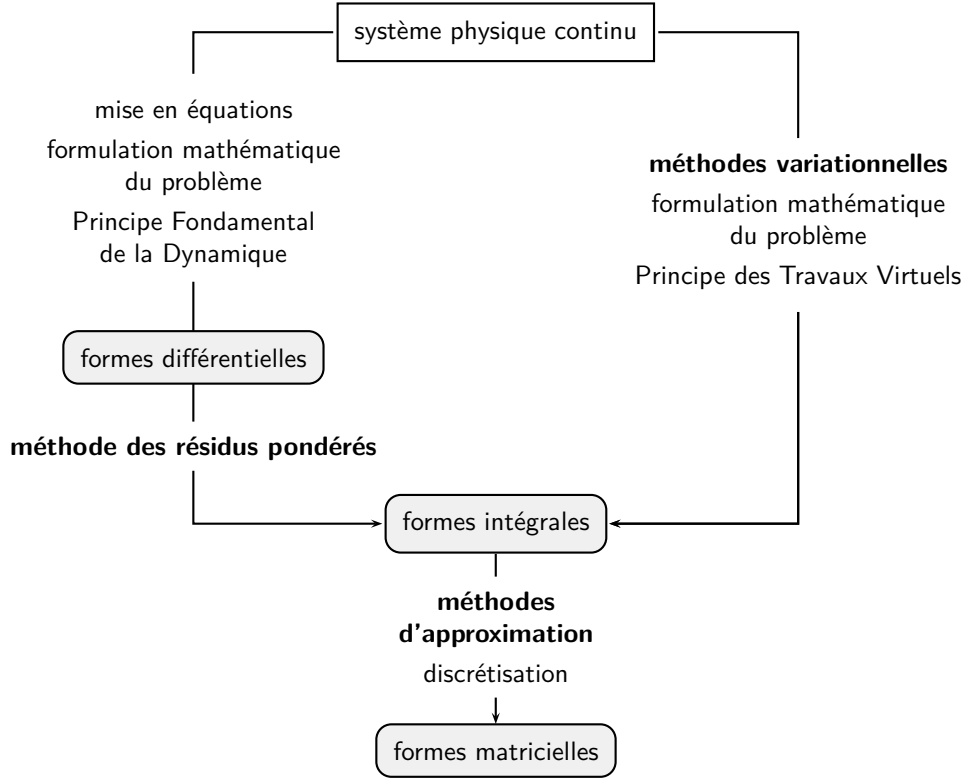 système physique continu
mise en équations
formulation mathématique
du problème
Principe Fondamental
de la Dynamique
formes différentielles
méthode des résidus pondérés
méthodes variationnelles
formulation mathématique
du problème
Principe des Travaux Virtuels
formes intégrales
méthodes
d'approximation
discrétisation
formes matricielles